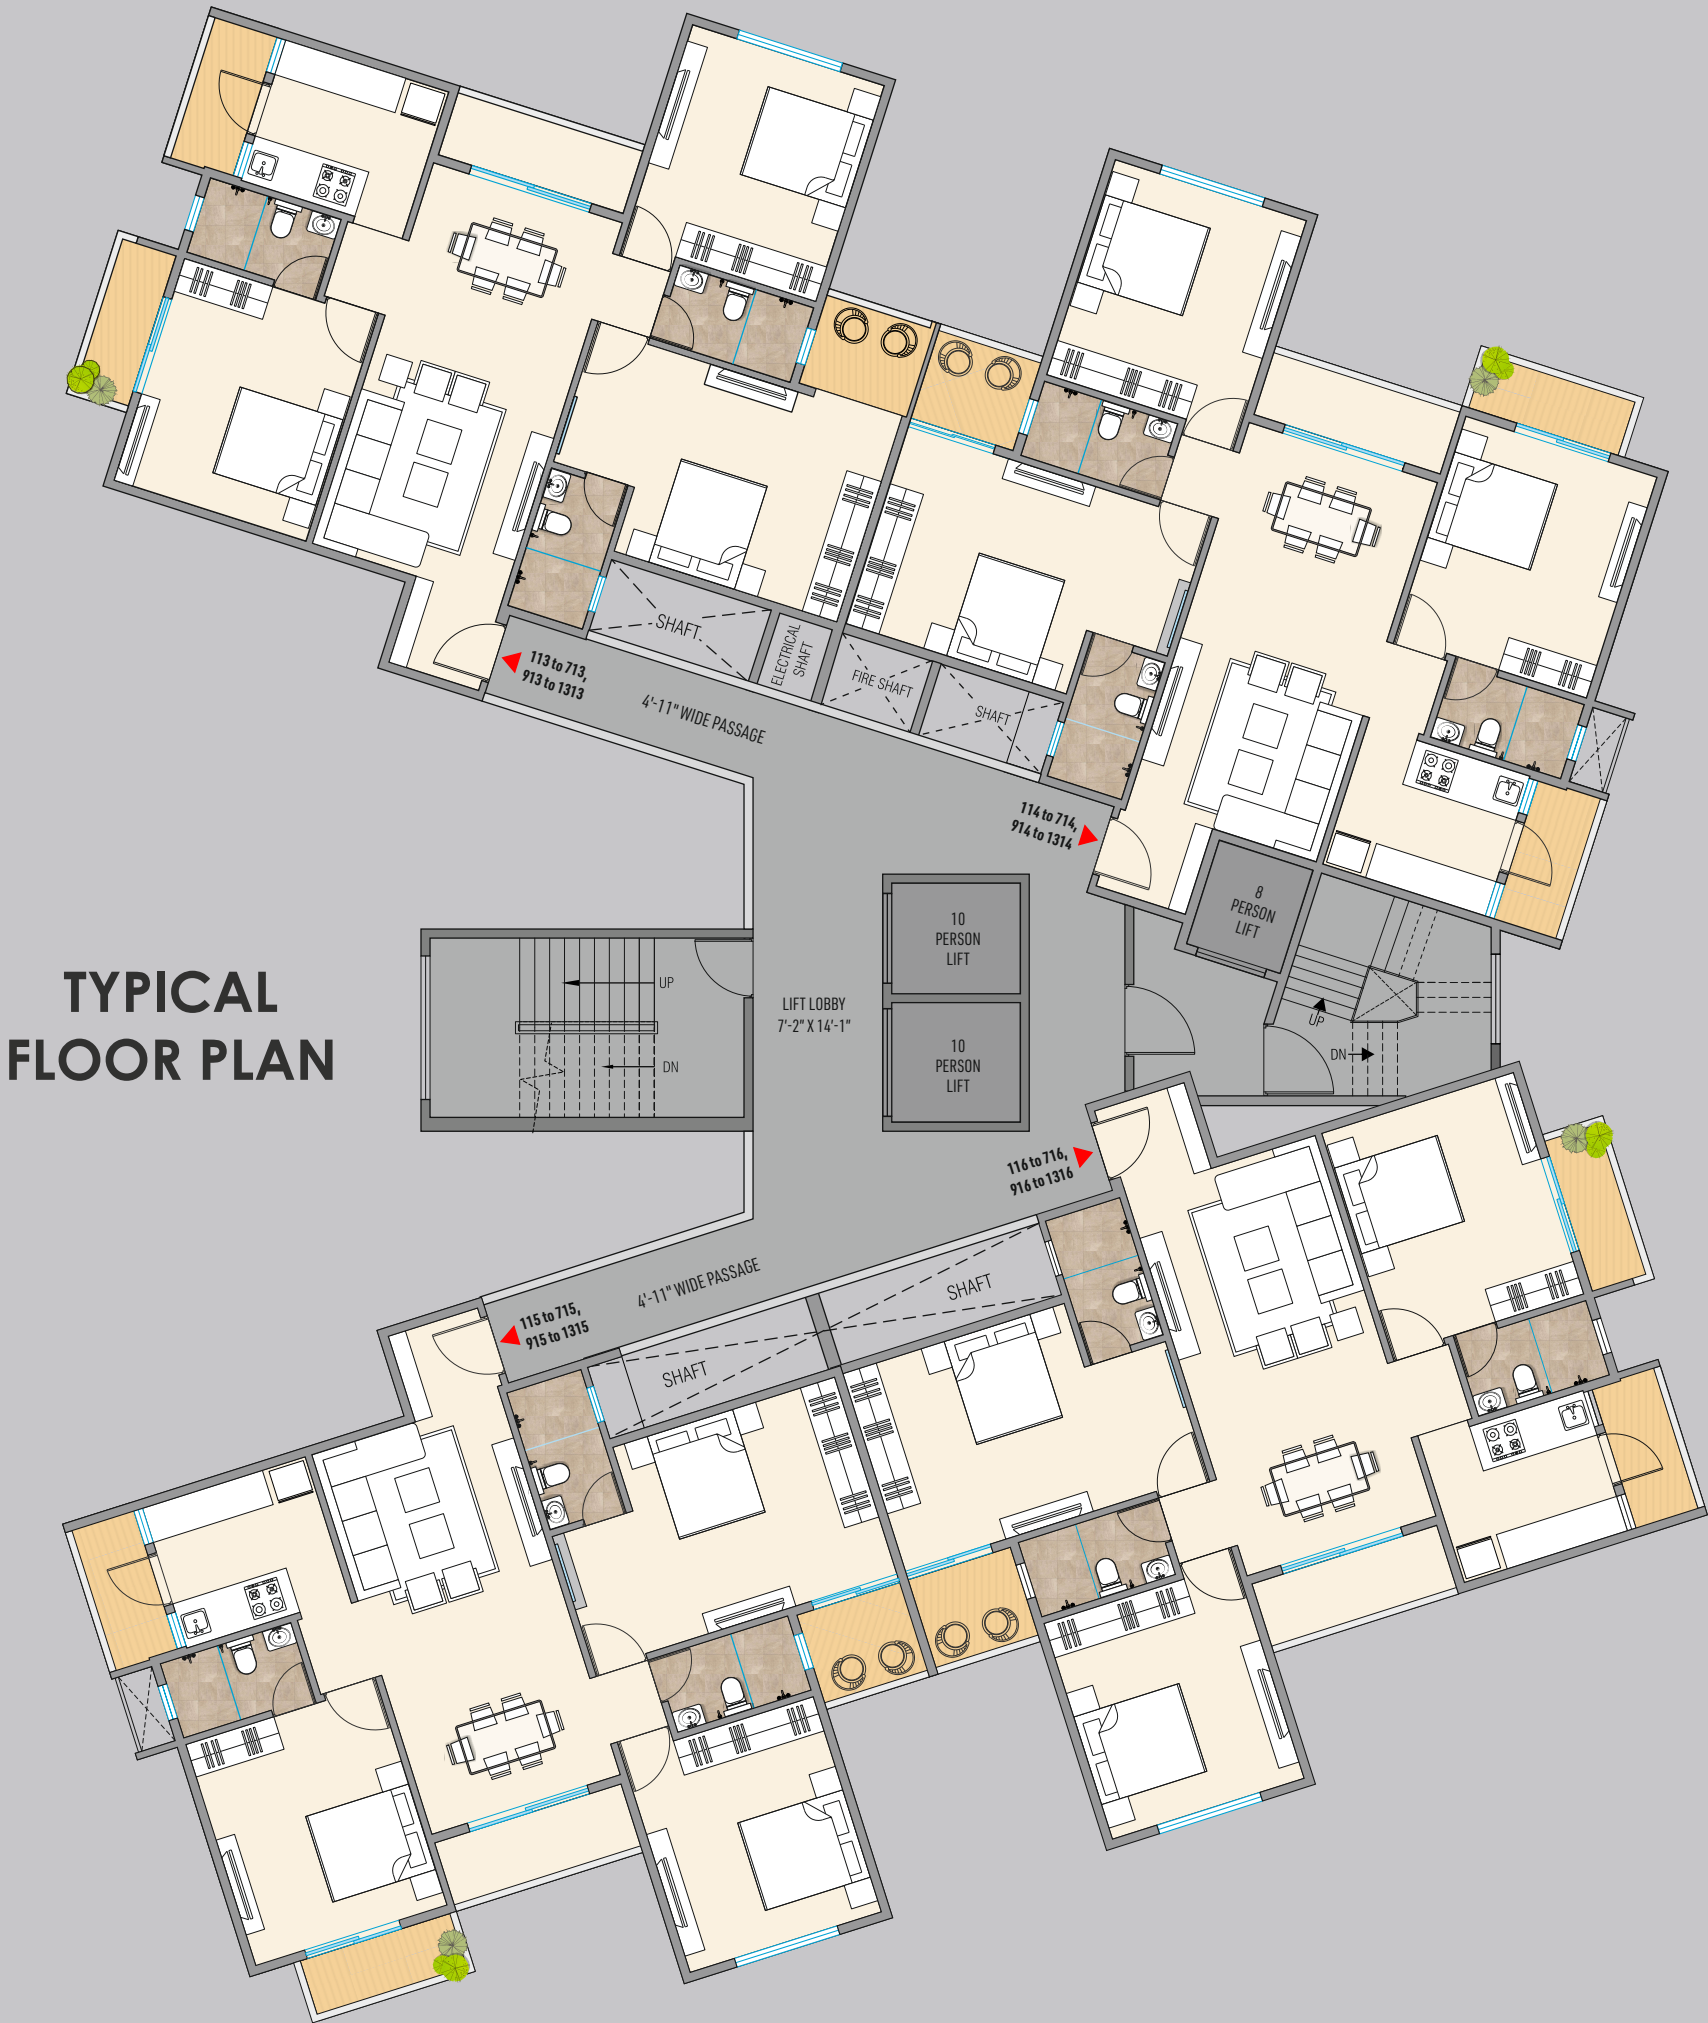 SHAFT
ELECTRICAL
SHAFT
FIRE SHAFT
SHAFT
113 to 713,
913 to 1313
4'-11" WIDE PASSAGE
114 to 714,
914 to 1314
8
PERSON
LIFT
10
PERSON
LIFT
TYPICAL
FLOOR PLAN
UP
DN
LIFT LOBBY
7'-2" X 14'-1"
10
PERSON
LIFT
UP
DN
116 to 716,
916 to 1316
4'-11" WIDE PASSAGE
SHAFT
115 to 715,
915 to 1315
SHAFT